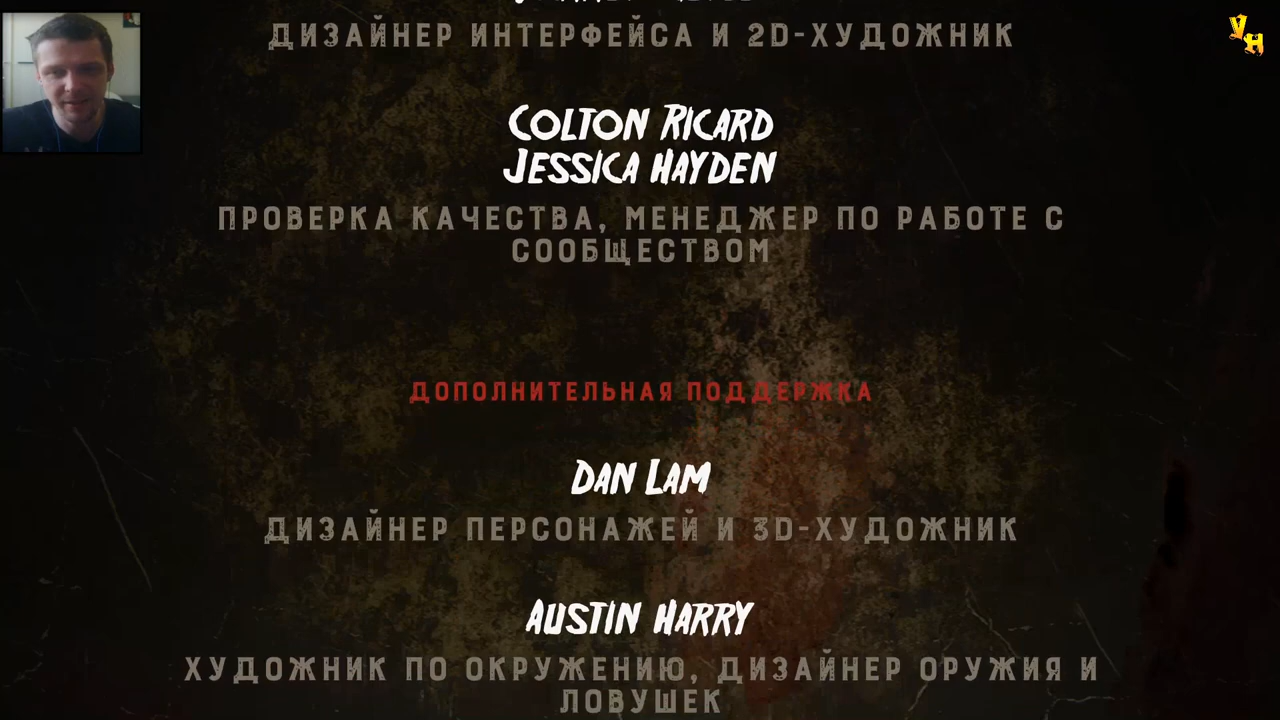 ДИЗАЙНЕР ИНТЕРФЕЙСА И 2D-ХУДОЖНИК
COLTON RICARD
JESSICA HAYDEN
ПРОВЕРКА КАЧЕСТВА, МЕНЕДЖЕР ПО РАБОТЕ С
СООБЩЕСТВОМ
ДОПОЛНИТЕЛЬНАЯ ПОДДЕРЖКА
DAN LAM
ДИЗАЙНЕР ПЕРСОНАЖЕЙ И 3D-ХУДОЖНИК
AUSTIN HARRY
ХУДОЖНИК ПО ОКРУЖЕНИЮ, ДИЗАЙНЕР ОРУЖИЯ И
ЛОВУШЕК
УН